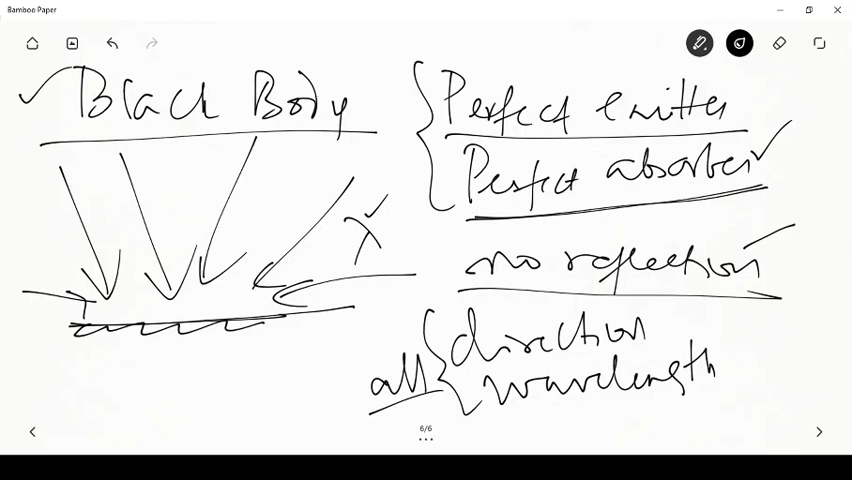 Bamboo Paper
Black Body
Perfect emitter
Perfect absorber
λ
no reflection
all
direction
wavelength
6/6